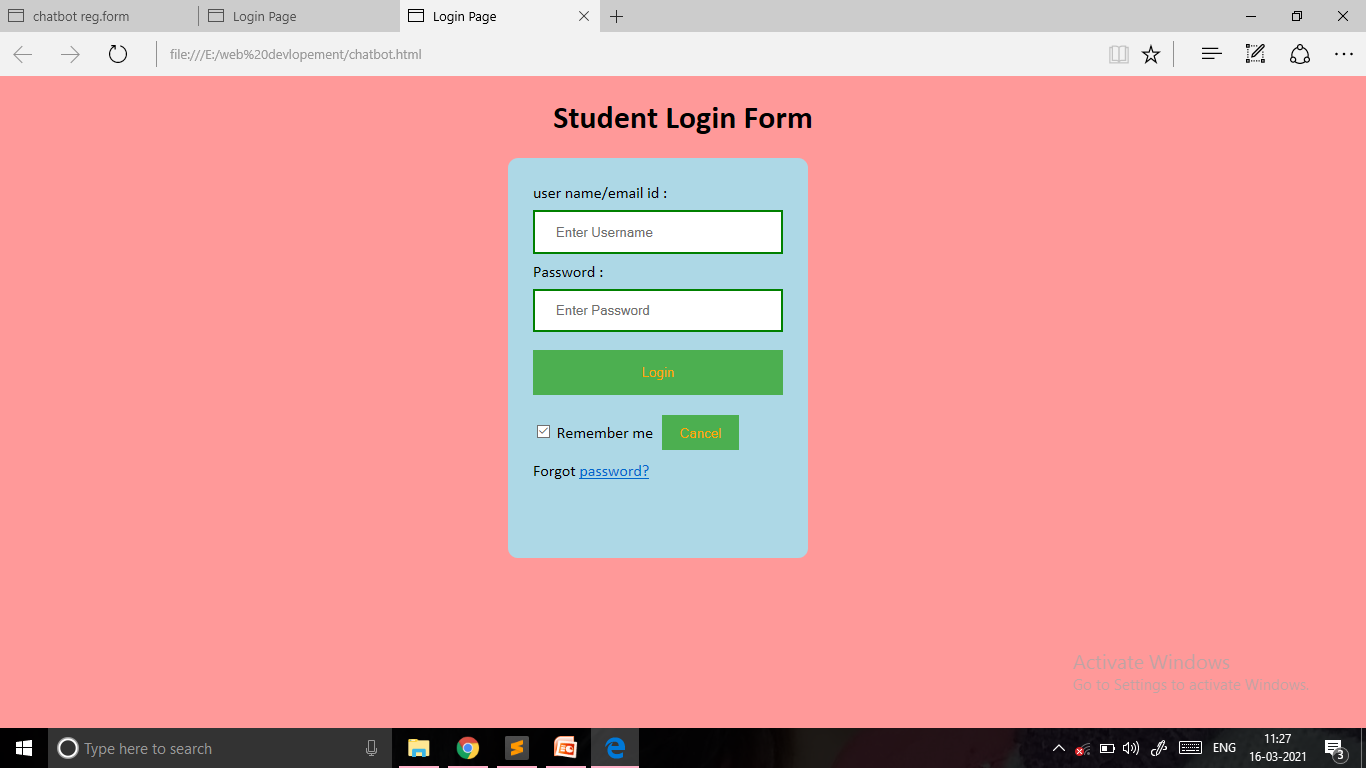 chatbot reg.form
Login Page
Login Page
file:///E:/web%20devlopement/chatbot.html
Student Login Form
user name/email id :
Enter Username
Password :
Enter Password
Login
Remember me Cancel
Forgot password?
Activate Windows
Go to Settings to activate Windows.
Type here to search
ENG
11:27
16-03-2021
3